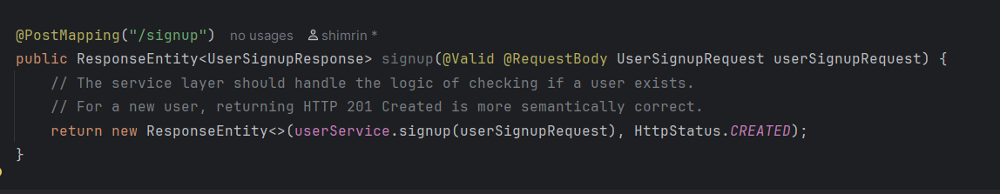 @PostMapping("/signup") no usages shimrin *
public ResponseEntity<UserSignupResponse> signup(@Valid @RequestBody UserSignupRequest userSignupRequest) {
// The service layer should handle the logic of checking if a user exists.
// For a new user, returning HTTP 201 Created is more semantically correct.
return new ResponseEntity<>(userService.signup(userSignupRequest), HttpStatus.CREATED);
}